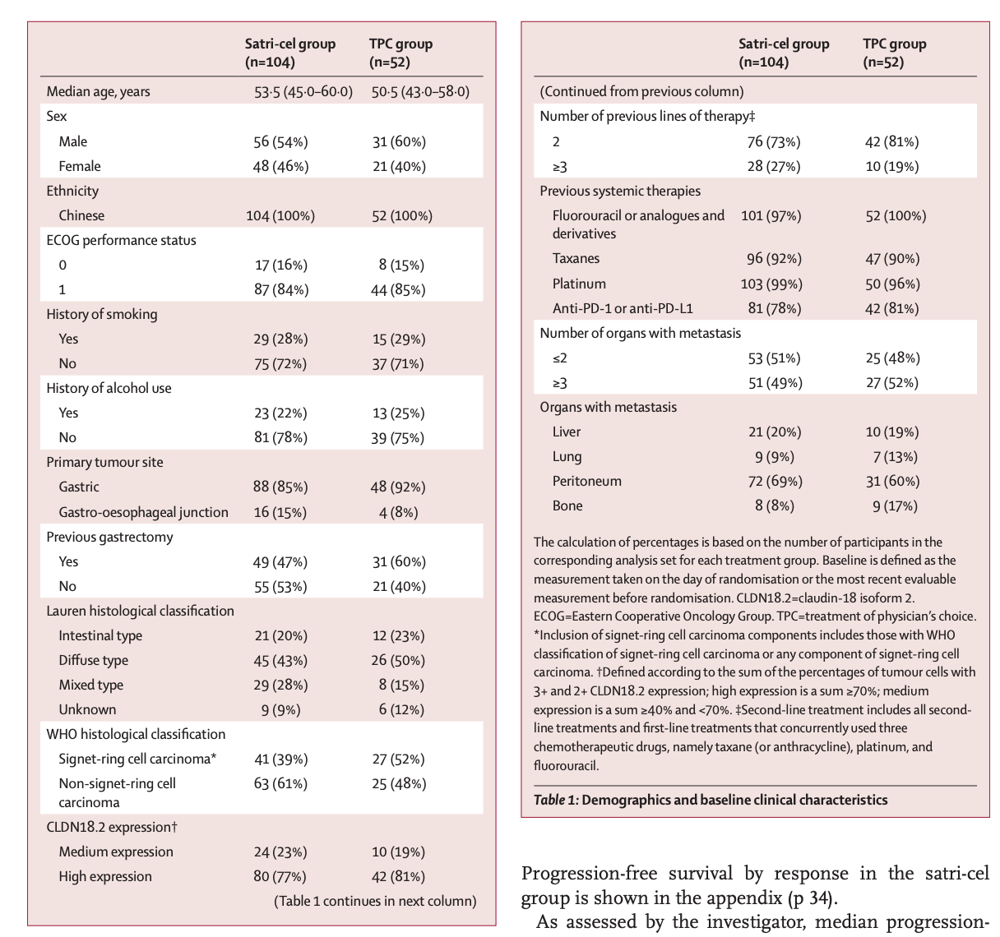 Satri-cel group TPC group
(n=104) (n=52)
Median age, years 53·5 (45·0–60·0) 50·5 (43·0–58·0)
Sex
Male 56 (54%) 31 (60%)
Female 48 (46%) 21 (40%)
Ethnicity
Chinese 104 (100%) 52 (100%)
ECOG performance status
0 17 (16%) 8 (15%)
1 87 (84%) 44 (85%)
History of smoking
Yes 29 (28%) 15 (29%)
No 75 (72%) 37 (71%)
History of alcohol use
Yes 23 (22%) 13 (25%)
No 81 (78%) 39 (75%)
Primary tumour site
Gastric 88 (85%) 48 (92%)
Gastro-oesophageal junction 16 (15%) 4 (8%)
Previous gastrectomy
Yes 49 (47%) 31 (60%)
No 55 (53%) 21 (40%)
Lauren histological classification
Intestinal type 21 (20%) 12 (23%)
Diffuse type 45 (43%) 26 (50%)
Mixed type 29 (28%) 8 (15%)
Unknown 9 (9%) 6 (12%)
WHO histological classification
Signet-ring cell carcinoma* 41 (39%) 27 (52%)
Non-signet-ring cell 63 (61%) 25 (48%)
carcinoma
CLDN18.2 expression†
Medium expression 24 (23%) 10 (19%)
High expression 80 (77%) 42 (81%)
(Table 1 continues in next column)
Satri-cel group TPC group
(n=104) (n=52)
(Continued from previous column)
Number of previous lines of therapy‡
2 76 (73%) 42 (81%)
≥3 28 (27%) 10 (19%)
Previous systemic therapies
Fluorouracil or analogues and 101 (97%) 52 (100%)
derivatives
Taxanes 96 (92%) 47 (90%)
Platinum 103 (99%) 50 (96%)
Anti-PD-1 or anti-PD-L1 81 (78%) 42 (81%)
Number of organs with metastasis
≤2 53 (51%) 25 (48%)
≥3 51 (49%) 27 (52%)
Organs with metastasis
Liver 21 (20%) 10 (19%)
Lung 9 (9%) 7 (13%)
Peritoneum 72 (69%) 31 (60%)
Bone 8 (8%) 9 (17%)
The calculation of percentages is based on the number of participants in the
corresponding analysis set for each treatment group. Baseline is defined as the
measurement taken on the day of randomisation or the most recent evaluable
measurement before randomisation. CLDN18.2=claudin-18 isoform 2.
ECOG=Eastern Cooperative Oncology Group. TPC=treatment of physician’s choice.
*Inclusion of signet-ring cell carcinoma components includes those with WHO
classification of signet-ring cell carcinoma or any component of signet-ring cell
carcinoma. †Defined according to the sum of the percentages of tumour cells with
3+ and 2+ CLDN18.2 expression; high expression is a sum ≥70%; medium
expression is a sum ≥40% and <70%. ‡Second-line treatment includes all second-
line treatments and first-line treatments that concurrently used three
chemotherapeutic drugs, namely taxane (or anthracycline), platinum, and
fluorouracil.
Table 1: Demographics and baseline clinical characteristics
Progression-free survival by response in the satri-cel
group is shown in the appendix (p 34).
As assessed by the investigator, median progression-